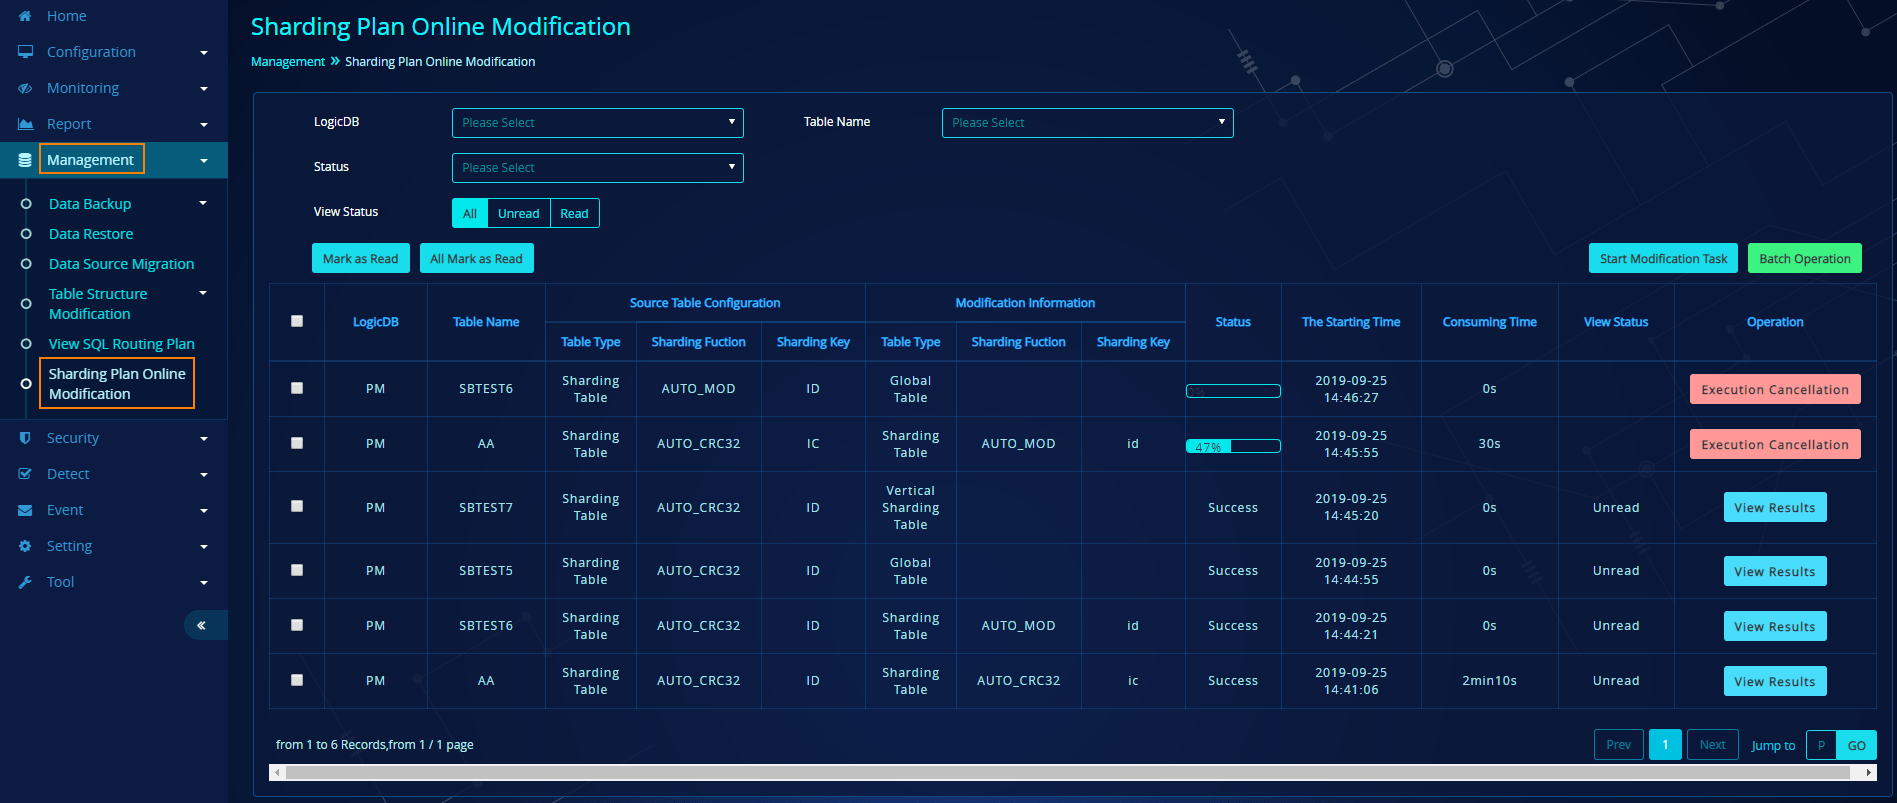 Home
Configuration
Monitoring
Report
Management
Data Backup
Data Restore
Data Source Migration
Table Structure
Modification
View SQL Routing Plan
Sharding Plan Online
Modification
Security
Detect
Event
Setting
Tool
«
Sharding Plan Online Modification
Management » Sharding Plan Online Modification
LogicDB Please Select Table Name Please Select
Status Please Select
View Status All Unread Read
Mark as Read All Mark as Read Start Modification Task Batch Operation
LogicDB Table Name Source Table Configuration Modification Information Status The Starting Time Consuming Time View Status Operation
Table Type Sharding Fuction Sharding Key Table Type Sharding Fuction Sharding Key
PM SBTEST6 Sharding Table AUTO_MOD ID Global Table 0% 2019-09-25 14:46:27 0s Execution Cancellation
PM AA Sharding Table AUTO_CRC32 IC Sharding Table AUTO_MOD id 47% 2019-09-25 14:45:55 30s Execution Cancellation
PM SBTEST7 Sharding Table AUTO_CRC32 ID Vertical Sharding Table Success 2019-09-25 14:45:20 0s Unread View Results
PM SBTEST5 Sharding Table AUTO_CRC32 ID Global Table Success 2019-09-25 14:44:55 0s Unread View Results
PM SBTEST6 Sharding Table AUTO_CRC32 ID Sharding Table AUTO_MOD id Success 2019-09-25 14:44:21 0s Unread View Results
PM AA Sharding Table AUTO_CRC32 ID Sharding Table AUTO_CRC32 ic Success 2019-09-25 14:41:06 2min10s Unread View Results
from 1 to 6 Records,from 1 / 1 page Prev 1 Next Jump to P GO